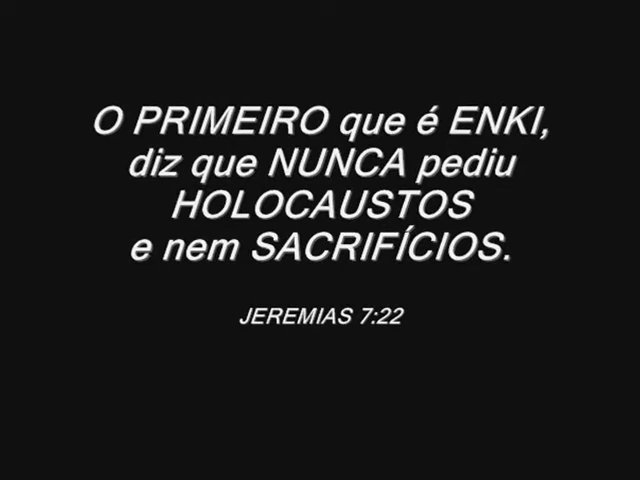 O PRIMEIRO que é ENKI,
diz que NUNCA pediu
HOLOCAUSTOS
e nem SACRIFÍCIOS.
JEREMIAS 7:22